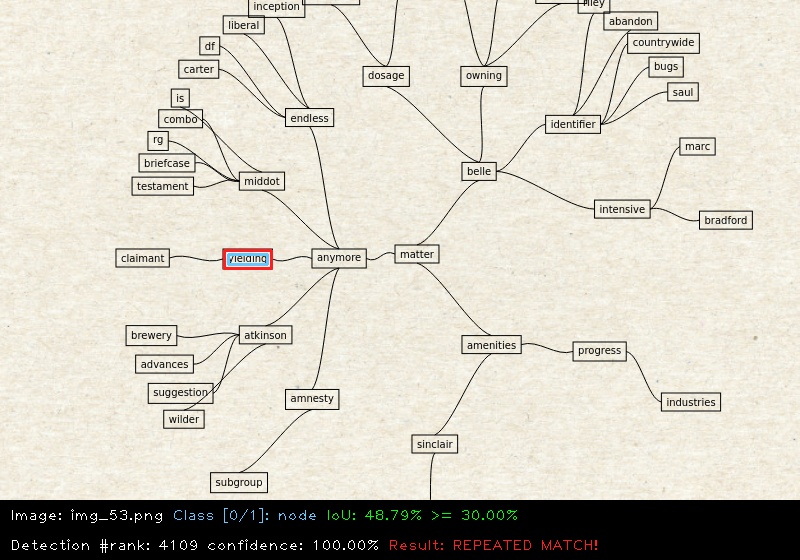 inception
liberal
df
carter
is
combo
rg
briefcase
testament
endless
middot
dosage
owning
riley
abandon
countrywide
bugs
saul
identifier
marc
belle
intensive
bradford
claimant
yielding
anymore
matter
brewery
atkinson
advances
suggestion
wilder
amnesty
subgroup
amenities
progress
industries
sinclair
Image: img_53.png Class [0/1]: node IoU: 48.79% >= 30.00%
Detection #rank: 4109 confidence: 100.00% Result: REPEATED MATCH!